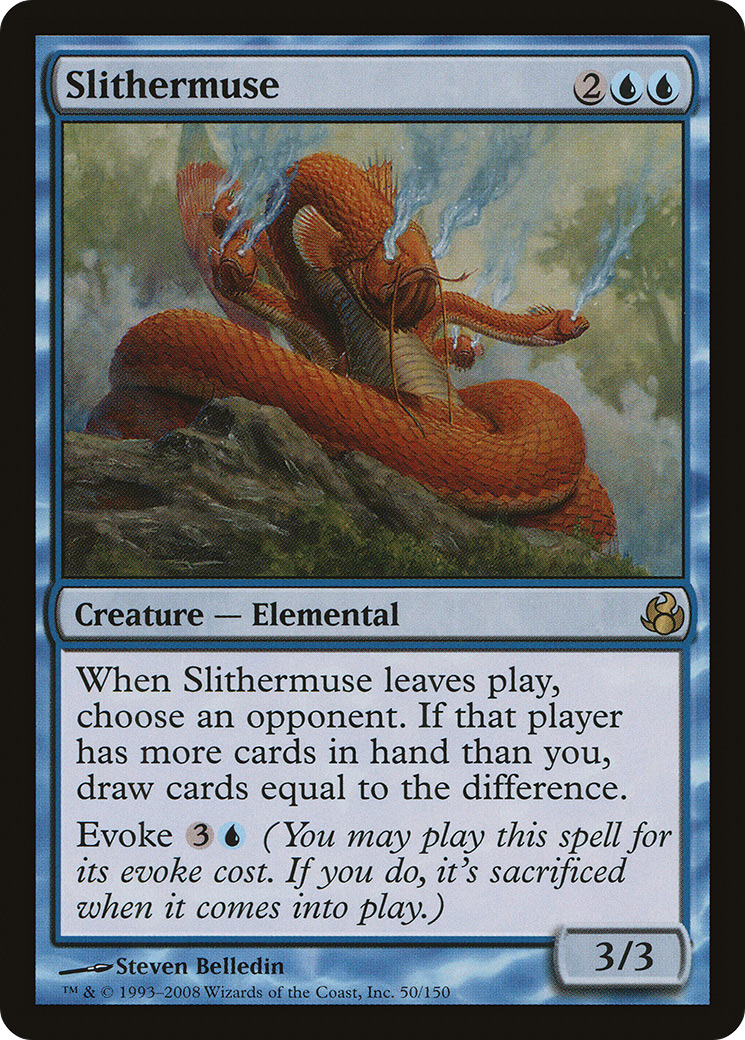 Slithermuse 2
Creature — Elemental
When Slithermuse leaves play,
choose an opponent. If that player
has more cards in hand than you,
draw cards equal to the difference.
Evoke 3 (You may play this spell for
its evoke cost. If you do, it's sacrificed
when it comes into play.)
3/3
Steven Belledin
™ & © 1993–2008 Wizards of the Coast, Inc. 50/150